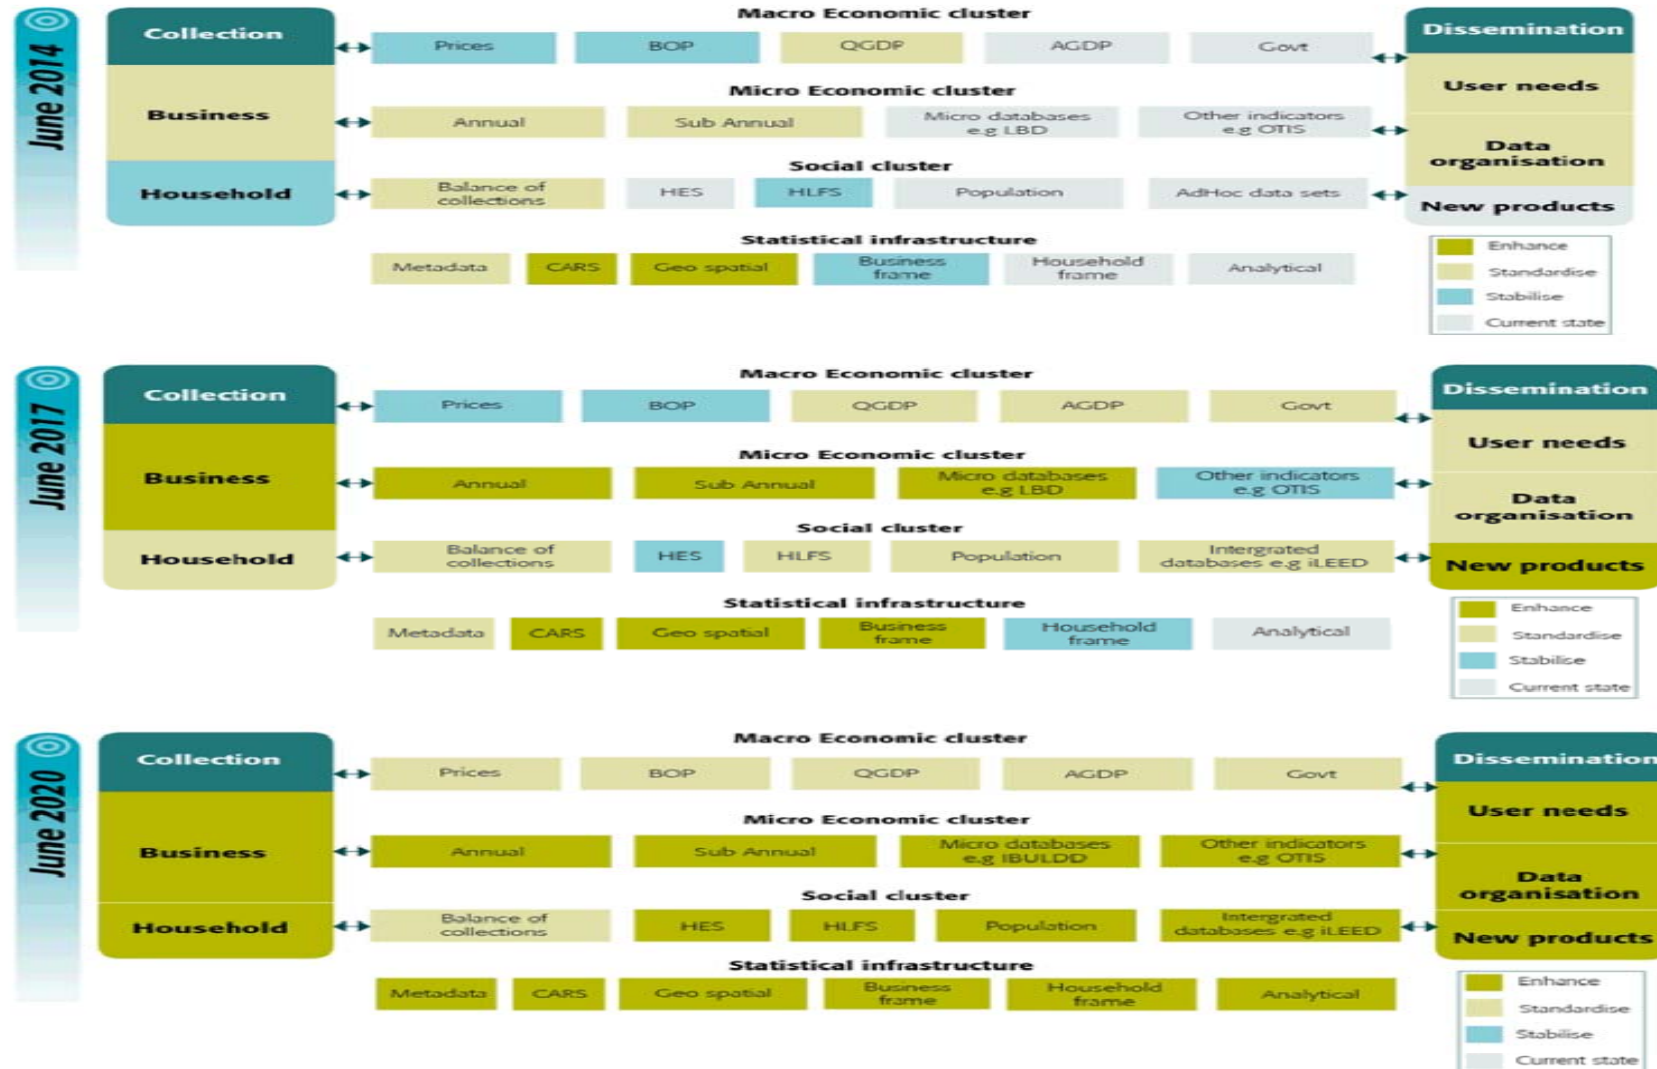 June 2014
Collection
Business
Household
Macro Economic cluster
Prices
BOP
QGDP
AGDP
Govt
Micro Economic cluster
Annual
Sub Annual
Micro databases
e.g LBD
Other indicators
e.g OTIS
Social cluster
Balance of
collections
HES
HLFS
Population
AdHoc data sets
Statistical infrastructure
Metadata
CARS
Geo spatial
Business
frame
Household
frame
Analytical
Dissemination
User needs
Data
organisation
New products
Enhance
Standardise
Stabilise
Current state
June 2017
Collection
Business
Household
Macro Economic cluster
Prices
BOP
QGDP
AGDP
Govt
Micro Economic cluster
Annual
Sub Annual
Micro databases
e.g LBD
Other indicators
e.g OTIS
Social cluster
Balance of
collections
HES
HLFS
Population
Intergrated
databases e.g iLEED
Statistical infrastructure
Metadata
CARS
Geo spatial
Business
frame
Household
frame
Analytical
Dissemination
User needs
Data
organisation
New products
Enhance
Standardise
Stabilise
Current state
June 2020
Collection
Business
Household
Macro Economic cluster
Prices
BOP
QGDP
AGDP
Govt
Micro Economic cluster
Annual
Sub Annual
Micro databases
e.g IBULDD
Other indicators
e.g OTIS
Social cluster
Balance of
collections
HES
HLFS
Population
Intergrated
databases e.g iLEED
Statistical infrastructure
Metadata
CARS
Geo spatial
Business
frame
Household
frame
Analytical
Dissemination
User needs
Data
organisation
New products
Enhance
Standardise
Stabilise
Current state